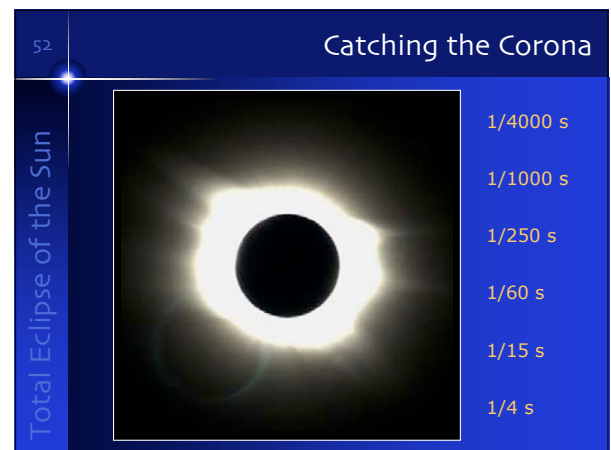 52
Catching the Corona
Total Eclipse of the Sun
1/4000 s
1/1000 s
1/250 s
1/60 s
1/15 s
1/4 s